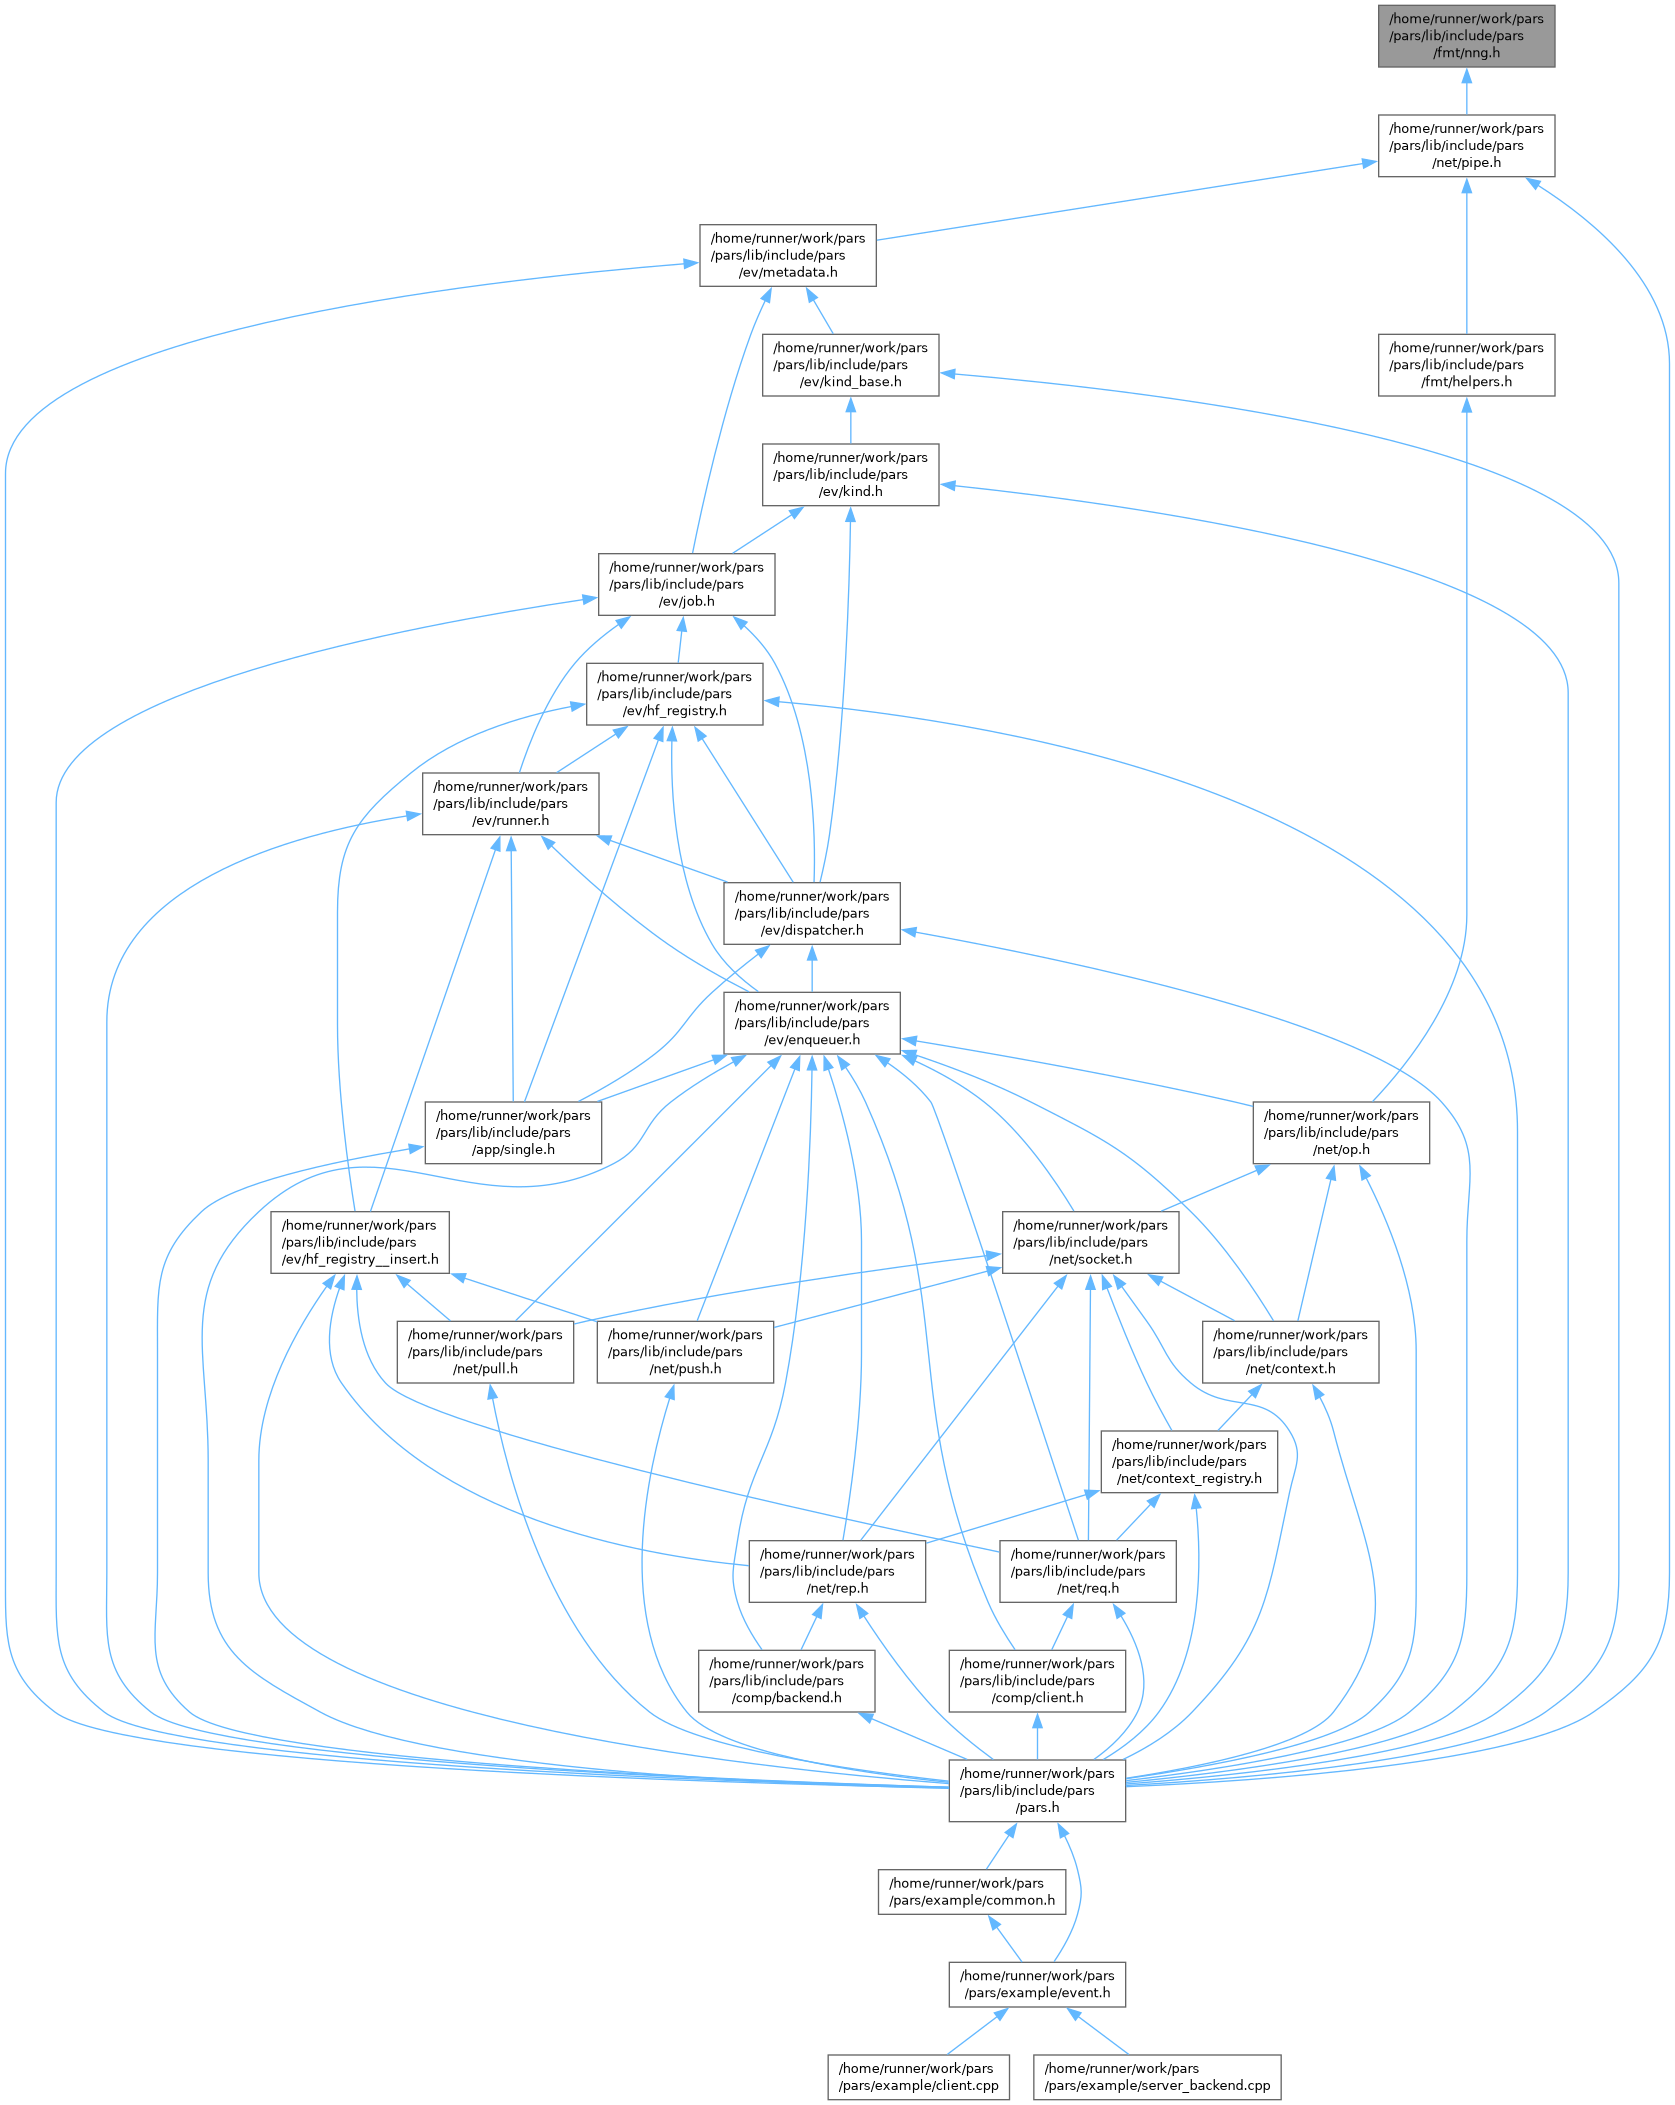 /home/runner/work/pars
/pars/lib/include/pars
/fmt/nng.h
/home/runner/work/pars
/pars/lib/include/pars
/net/pipe.h
/home/runner/work/pars
/pars/lib/include/pars
/ev/metadata.h
/home/runner/work/pars
/pars/lib/include/pars
/ev/kind_base.h
/home/runner/work/pars
/pars/lib/include/pars
/fmt/helpers.h
/home/runner/work/pars
/pars/lib/include/pars
/ev/kind.h
/home/runner/work/pars
/pars/lib/include/pars
/ev/job.h
/home/runner/work/pars
/pars/lib/include/pars
/ev/hf_registry.h
/home/runner/work/pars
/pars/lib/include/pars
/ev/runner.h
/home/runner/work/pars
/pars/lib/include/pars
/ev/dispatcher.h
/home/runner/work/pars
/pars/lib/include/pars
/ev/enqueuer.h
/home/runner/work/pars
/pars/lib/include/pars
/app/single.h
/home/runner/work/pars
/pars/lib/include/pars
/net/op.h
/home/runner/work/pars
/pars/lib/include/pars
/ev/hf_registry__insert.h
/home/runner/work/pars
/pars/lib/include/pars
/net/socket.h
/home/runner/work/pars
/pars/lib/include/pars
/net/pull.h
/home/runner/work/pars
/pars/lib/include/pars
/net/push.h
/home/runner/work/pars
/pars/lib/include/pars
/net/context.h
/home/runner/work/pars
/pars/lib/include/pars
/net/context_registry.h
/home/runner/work/pars
/pars/lib/include/pars
/net/rep.h
/home/runner/work/pars
/pars/lib/include/pars
/net/req.h
/home/runner/work/pars
/pars/lib/include/pars
/comp/backend.h
/home/runner/work/pars
/pars/lib/include/pars
/comp/client.h
/home/runner/work/pars
/pars/lib/include/pars
/pars.h
/home/runner/work/pars
/pars/example/common.h
/home/runner/work/pars
/pars/example/event.h
/home/runner/work/pars
/pars/example/client.cpp
/home/runner/work/pars
/pars/example/server_backend.cpp